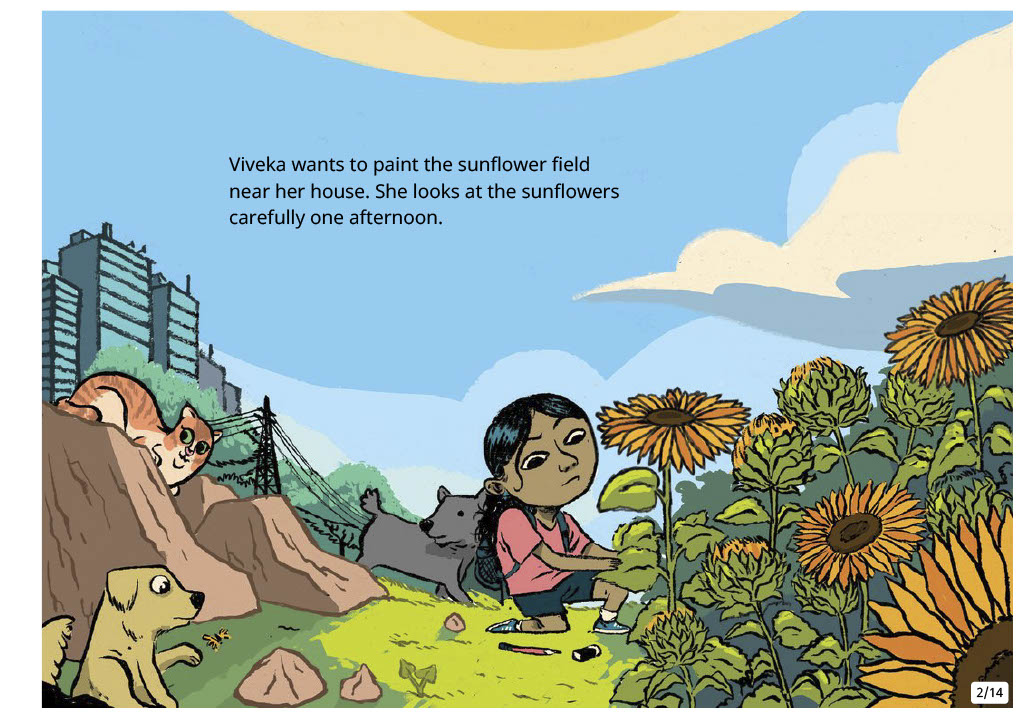 Viveka wants to paint the sunflower field
near her house. She looks at the sunflowers
carefully one afternoon.
2/14